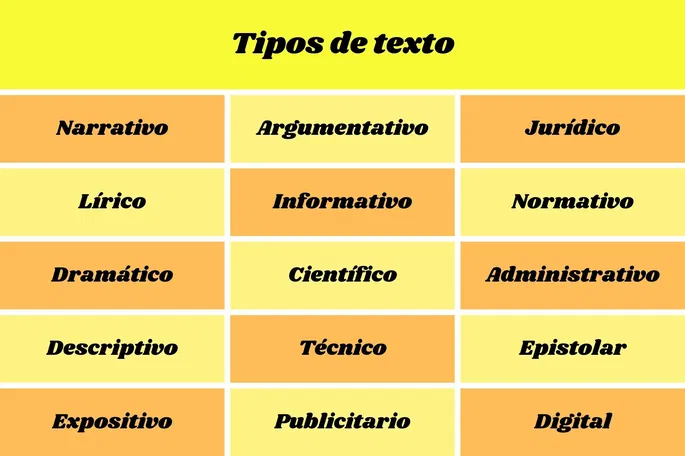 Tipos de texto
Narrativo
Argumentativo
Jurídico
Lírico
Informativo
Normativo
Dramático
Científico
Administrativo
Descriptivo
Técnico
Epistolar
Expositivo
Publicitario
Digital